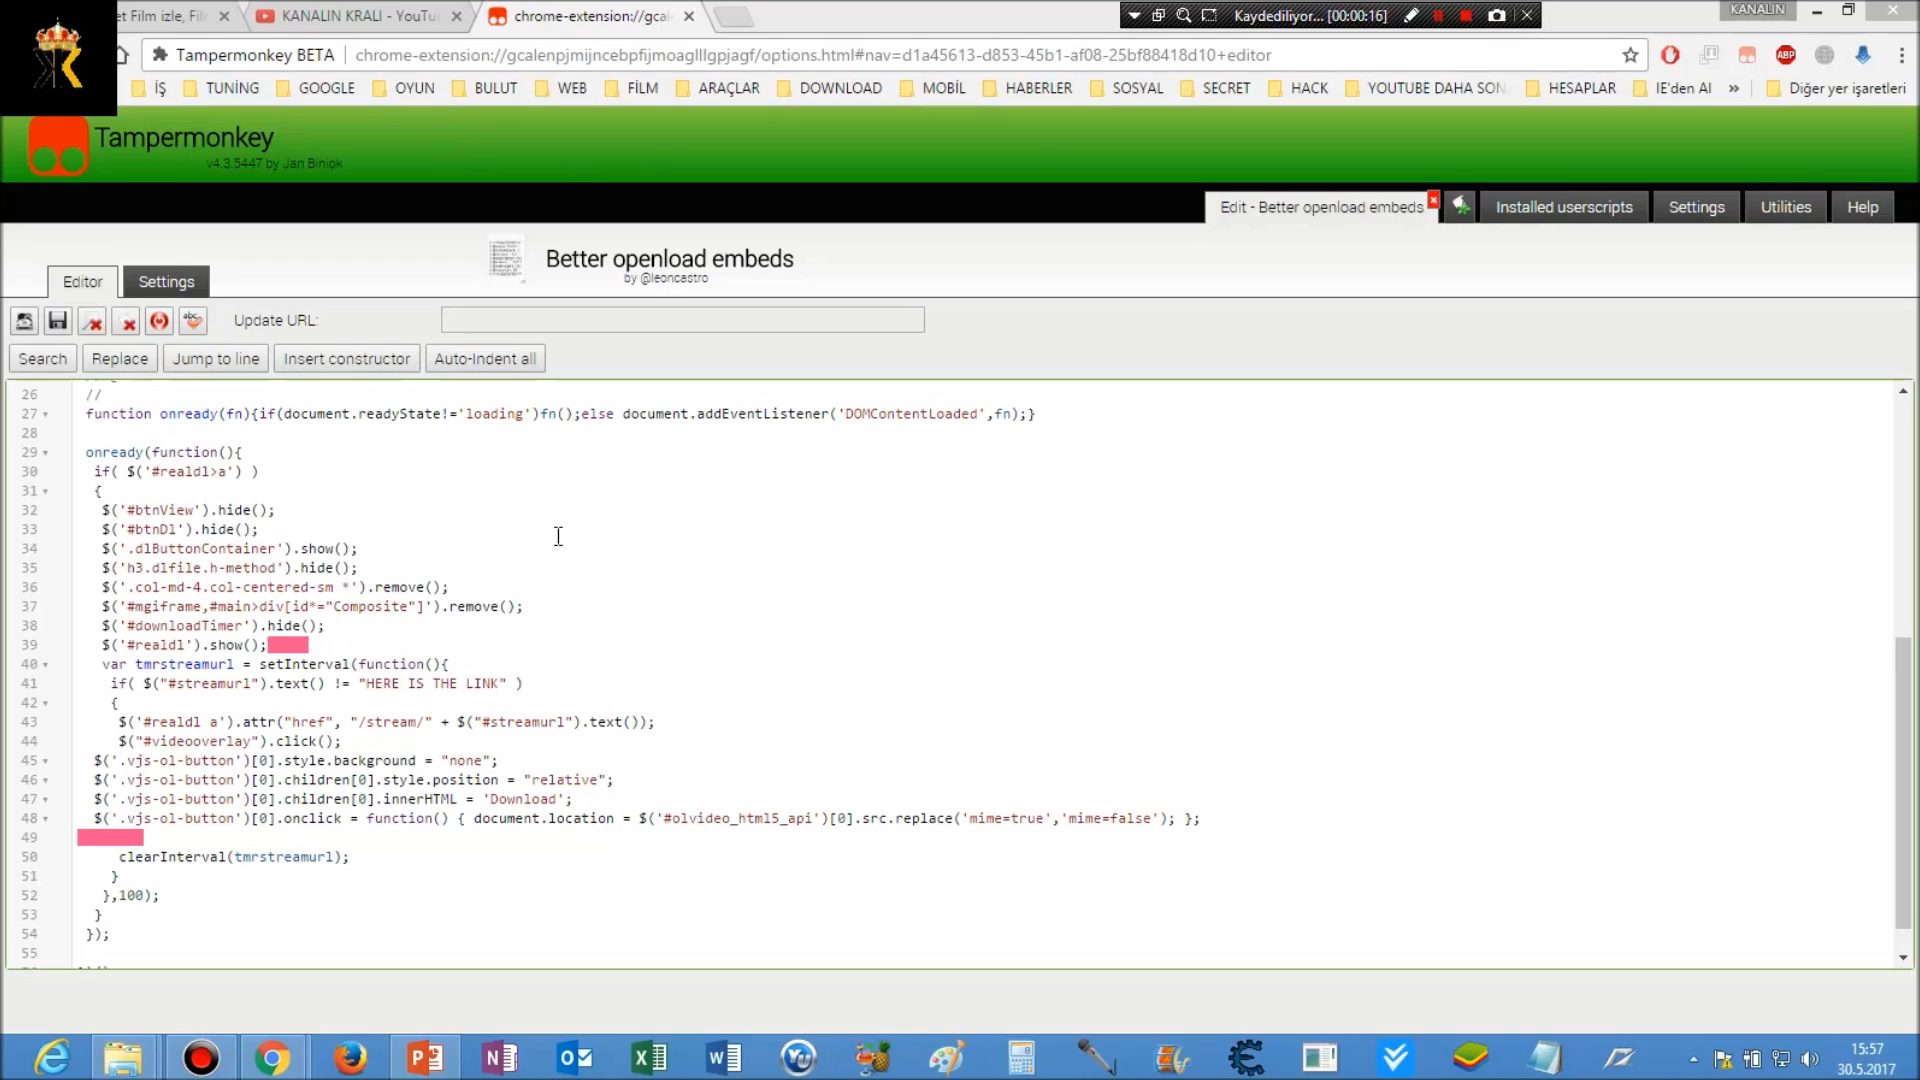 et Film izle, Fil
KANALIN KRALI - YouTu
chrome-extension://gcal
Kaydediliyor... [00:00:16]
KANALIN
Tampermonkey BETA
chrome-extension://gcalenpjmijncebpfijmoaglllgpjagf/options.html#nav=d1a45613-d853-45b1-af08-25bf88418d10+editor
ABP
İŞ
TUNİNG
GOOGLE
OYUN
BULUT
WEB
FİLM
ARAÇLAR
DOWNLOAD
MOBİL
HABERLER
SOSYAL
SECRET
HACK
YOUTUBE DAHA SON
HESAPLAR
IE'den Al
»
Diğer yer işaretleri
Tampermonkey
v4.3.5447 by Jan Biniok
Edit - Better openload embeds
Installed userscripts
Settings
Utilities
Help
Better openload embeds
by @leoncastro
Editor
Settings
abc
Update URL:
Search
Replace
Jump to line
Insert constructor
Auto-Indent all
26 //
27 function onready(fn){if(document.readyState!='loading')fn();else document.addEventListener('DOMContentLoaded',fn);}
28
29 onready(function(){
30 if( $('#realdl>a') )
31 {
32 $('#btnView').hide();
33 $('#btnDl').hide();
34 $('.dlButtonContainer').show();
35 $('h3.dlfile.h-method').hide();
36 $('.col-md-4.col-centered-sm *').remove();
37 $('#mgiframe,#main>div[id*="Composite"]').remove();
38 $('#downloadTimer').hide();
39 $('#realdl').show();
40 var tmrstreamurl = setInterval(function(){
41 if( $("#streamurl").text() != "HERE IS THE LINK" )
42 {
43 $('#realdl a').attr("href", "/stream/" + $("#streamurl").text());
44 $("#videooverlay").click();
45 $('.vjs-ol-button')[0].style.background = "none";
46 $('.vjs-ol-button')[0].children[0].style.position = "relative";
47 $('.vjs-ol-button')[0].children[0].innerHTML = 'Download';
48 $('.vjs-ol-button')[0].onclick = function() { document.location = $('#olvideo_html5_api')[0].src.replace('mime=true','mime=false'); };
49
50 clearInterval(tmrstreamurl);
51 }
52 },100);
53 }
54 });
55
15:57
30.5.2017